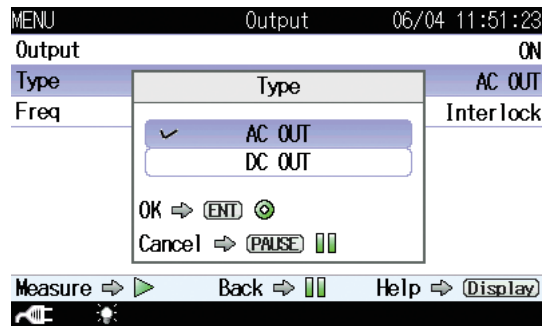 MENU Output 06/04 11:51:23
Output ON
Type AC OUT
Freq Interlock
Type
AC OUT
DC OUT
OK ⇨ ENT
Cancel ⇨ PAUSE
Measure ⇨ Back ⇨ Help ⇨ Display